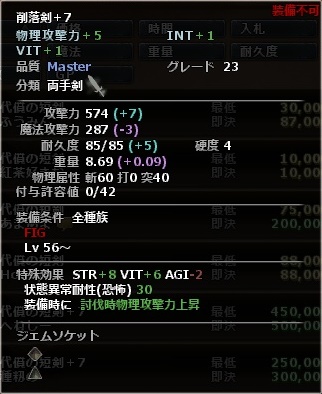 装備不可
削落剣+7
物理攻撃力+5 INT+1
VIT+1
品質 Master グレード 23
分類 両手剣
攻撃力 574 (+7)
魔法攻撃力 287 (-3)
耐久度 85/85 (+5) 硬度 4
重量 8.69 (+0.09)
物理属性 斬60 打0 突40
付与許容値 0/42
装備条件 全種族
FIG
Lv 56～
特殊効果 STR+8 VIT+6 AGI-2
状態異常耐性(恐怖) 30
装備時に 討伐時物理攻撃力上昇
ジェムソケット